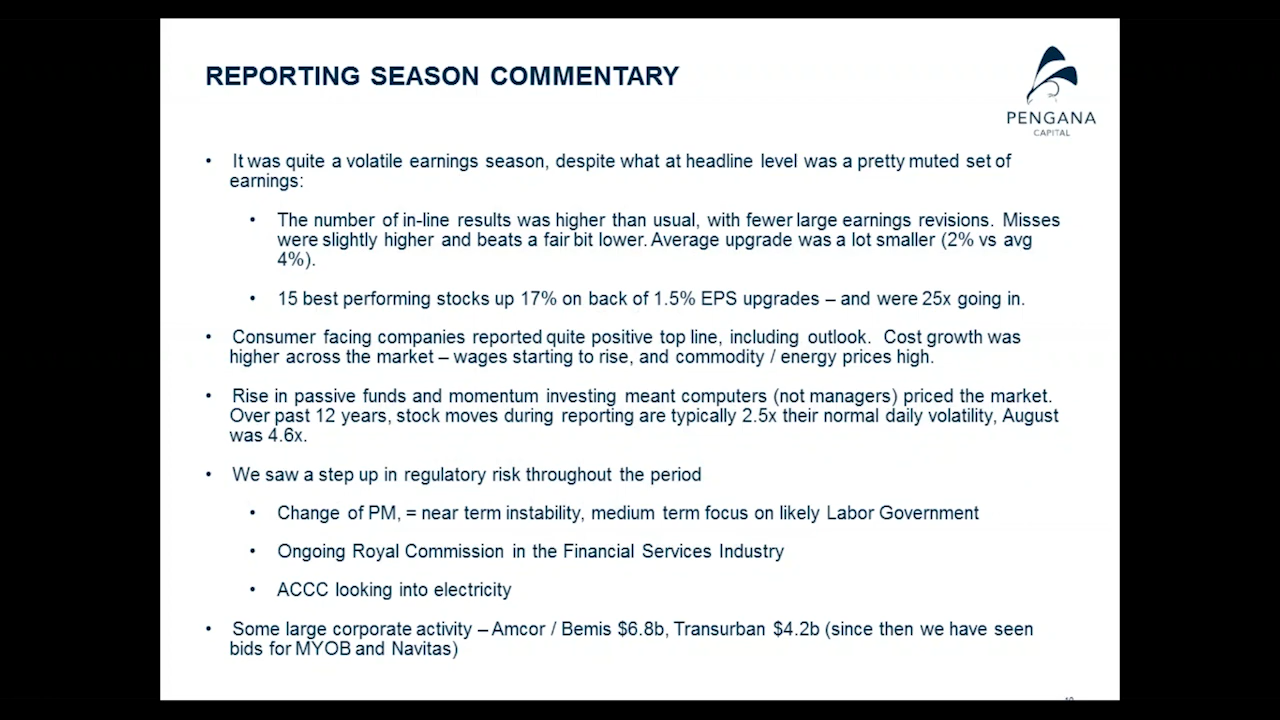 REPORTING SEASON COMMENTARY
PENGANA
CAPITAL
• It was quite a volatile earnings season, despite what at headline level was a pretty muted set of
earnings:
• The number of in-line results was higher than usual, with fewer large earnings revisions. Misses
were slightly higher and beats a fair bit lower. Average upgrade was a lot smaller (2% vs avg
4%).
• 15 best performing stocks up 17% on back of 1.5% EPS upgrades – and were 25x going in.
• Consumer facing companies reported quite positive top line, including outlook. Cost growth was
higher across the market – wages starting to rise, and commodity / energy prices high.
• Rise in passive funds and momentum investing meant computers (not managers) priced the market.
Over past 12 years, stock moves during reporting are typically 2.5x their normal daily volatility, August
was 4.6x.
• We saw a step up in regulatory risk throughout the period
• Change of PM, = near term instability, medium term focus on likely Labor Government
• Ongoing Royal Commission in the Financial Services Industry
• ACCC looking into electricity
• Some large corporate activity – Amcor / Bemis $6.8b, Transurban $4.2b (since then we have seen
bids for MYOB and Navitas)